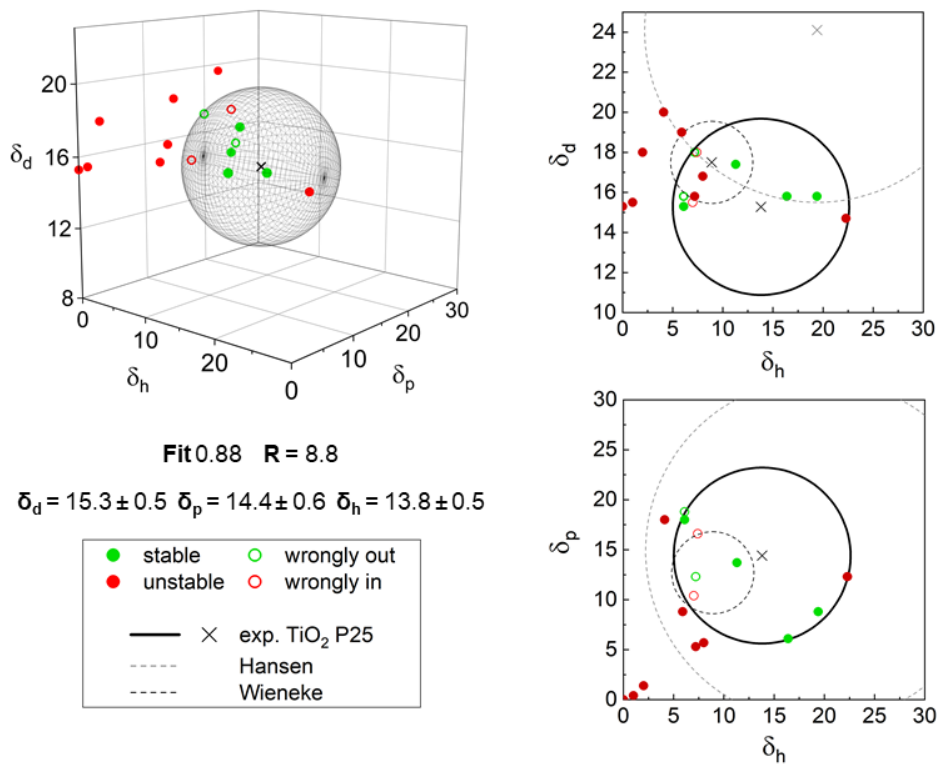 20
16
12
8
δd
0
10
20
δh
0
10
20
30
δp
Fit 0.88 R = 8.8
δd = 15.3 ± 0.5 δp = 14.4 ± 0.6 δh = 13.8 ± 0.5
stable wrongly out
unstable wrongly in
exp. TiO2 P25
Hansen
Wieneke
24
22
20
18
16
14
12
10
δd
0 5 10 15 20 25 30
δh
30
25
20
15
10
5
0
δp
0 5 10 15 20 25 30
δh